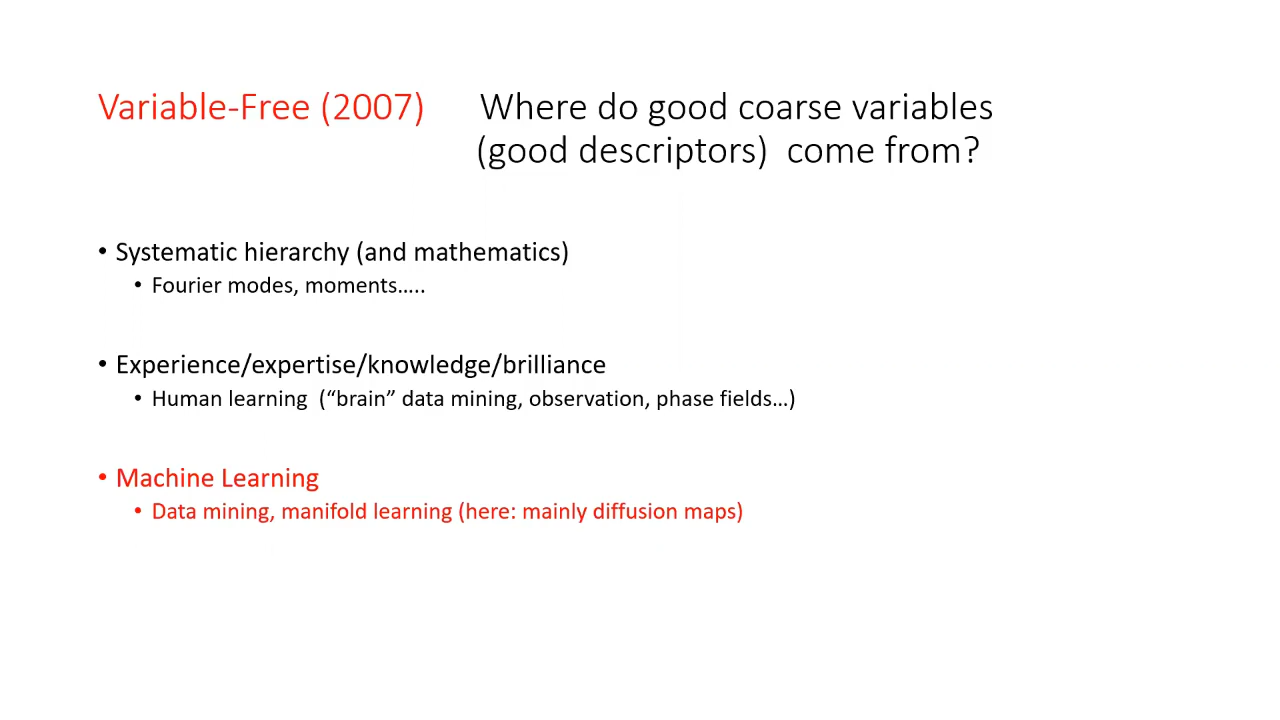 Variable-Free (2007) Where do good coarse variables
(good descriptors) come from?
• Systematic hierarchy (and mathematics)
• Fourier modes, moments…..
• Experience/expertise/knowledge/brilliance
• Human learning (“brain” data mining, observation, phase fields…)
• Machine Learning
• Data mining, manifold learning (here: mainly diffusion maps)